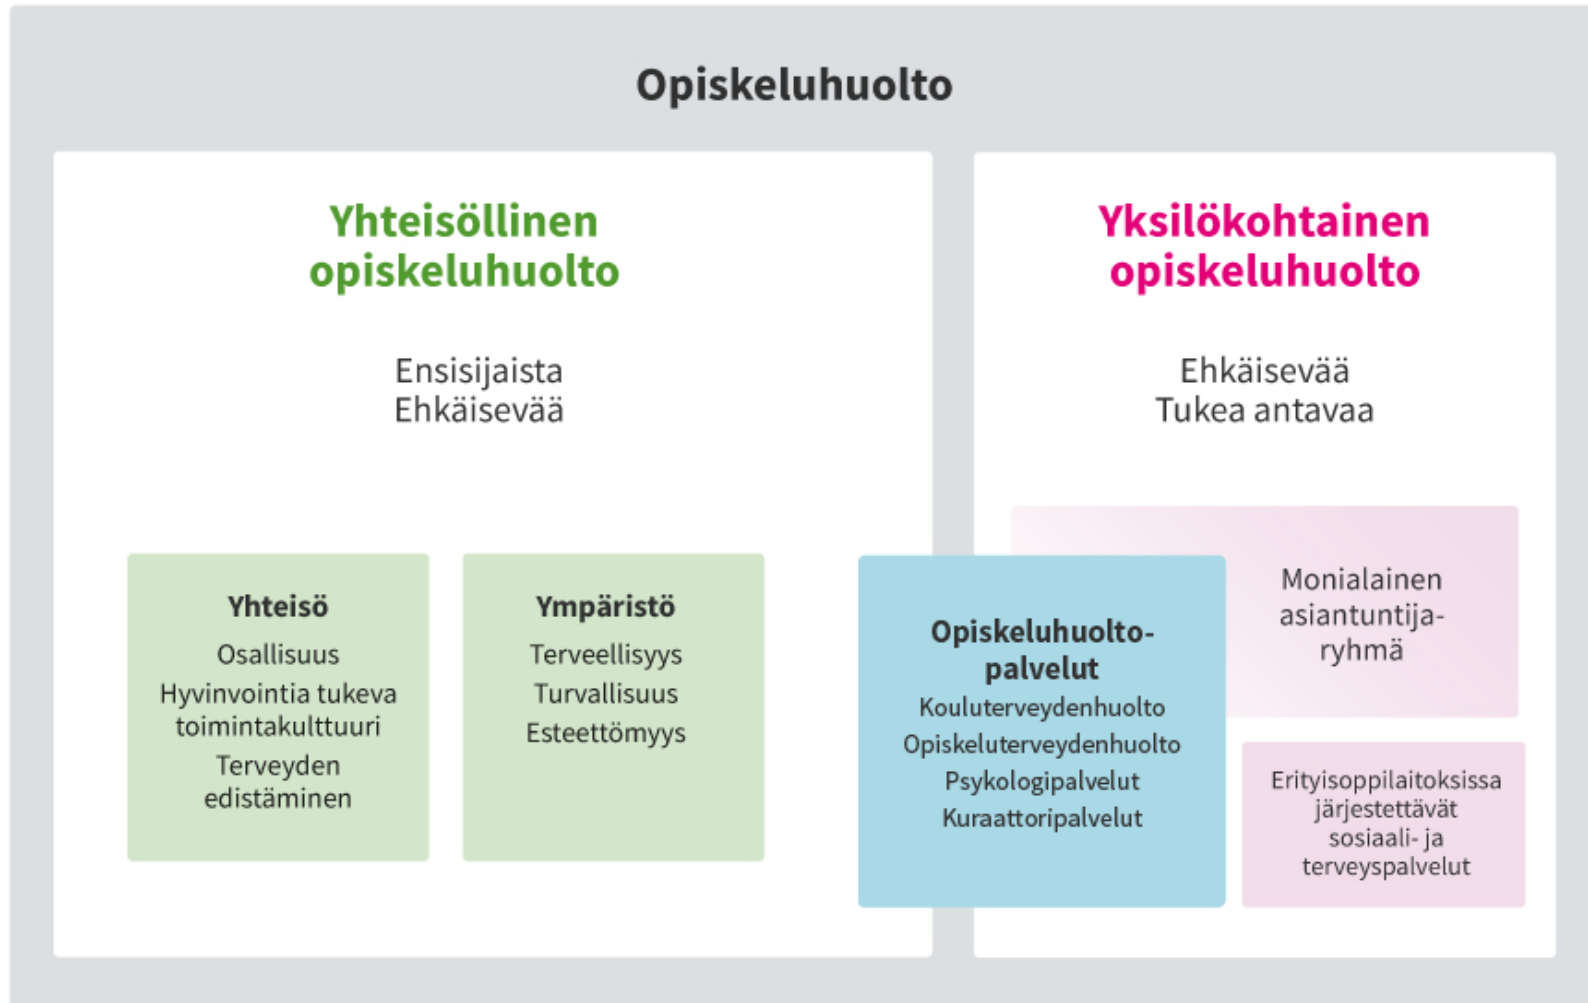 Opiskeluhuolto
Yhteisöllinen
opiskeluhuolto
Ensisijaista
Ehkäisevää
Yhteisö
Osallisuus
Hyvinvointia tukeva
toimintakulttuuri
Terveyden
edistäminen
Ympäristö
Terveellisyys
Turvallisuus
Esteettömyys
Opiskeluhuolto-
palvelut
Kouluterveydenhuolto
Opiskeluterveydenhuolto
Psykologipalvelut
Kuraattoripalvelut
Yksilökohtainen
opiskeluhuolto
Ehkäisevää
Tukea antavaa
Monialainen
asiantuntija-
ryhmä
Erityisoppilaitoksissa
järjestettävät
sosiaali- ja
terveyspalvelut